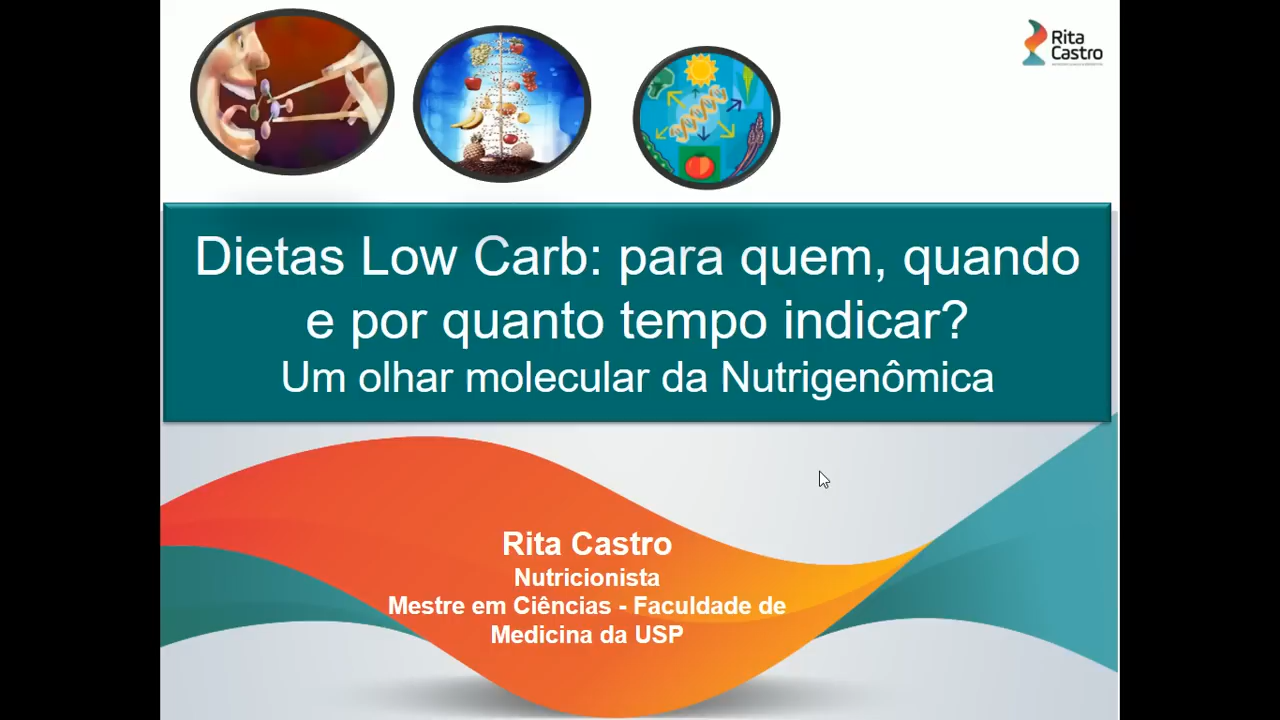 Rita
Castro
Dietas Low Carb: para quem, quando
e por quanto tempo indicar?
Um olhar molecular da Nutrigenômica
Rita Castro
Nutricionista
Mestre em Ciências - Faculdade de
Medicina da USP